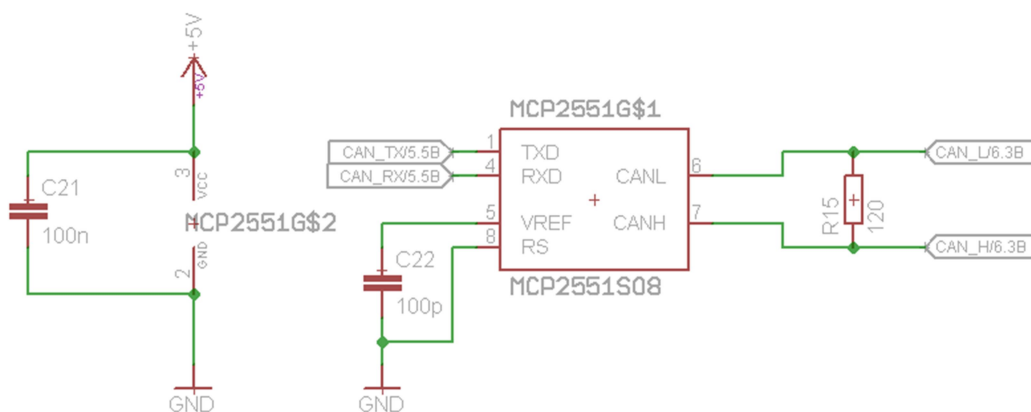 +5V
+5V
3
VCC
C21
100n
MCP2551G$2
GND
2
GND
MCP2551G$1
CAN_TX/5.5B
1
TXD
CAN_RX/5.5B
4
RXD
CANL
6
CAN_L/6.3B
R15
120
5
VREF
CANH
7
8
RS
CAN_H/6.3B
C22
100p
MCP2551SO8
GND